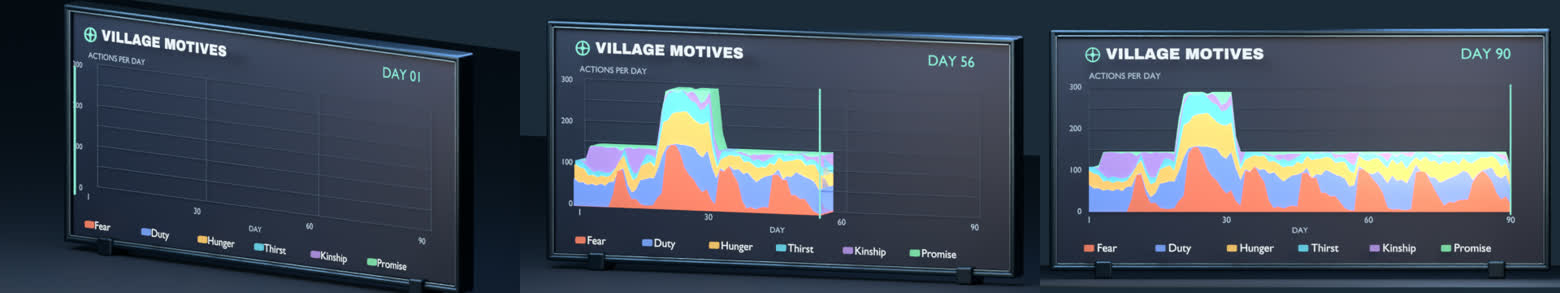 VILLAGE MOTIVES
DAY 01
ACTIONS PER DAY
0
1
30
60
90
DAY
Fear Duty Hunger Thirst Kinship Promise
VILLAGE MOTIVES
DAY 56
ACTIONS PER DAY
300
200
100
0
1
30
60
90
DAY
Fear Duty Hunger Thirst Kinship Promise
VILLAGE MOTIVES
DAY 90
ACTIONS PER DAY
300
200
100
0
1
30
60
90
DAY
Fear Duty Hunger Thirst Kinship Promise